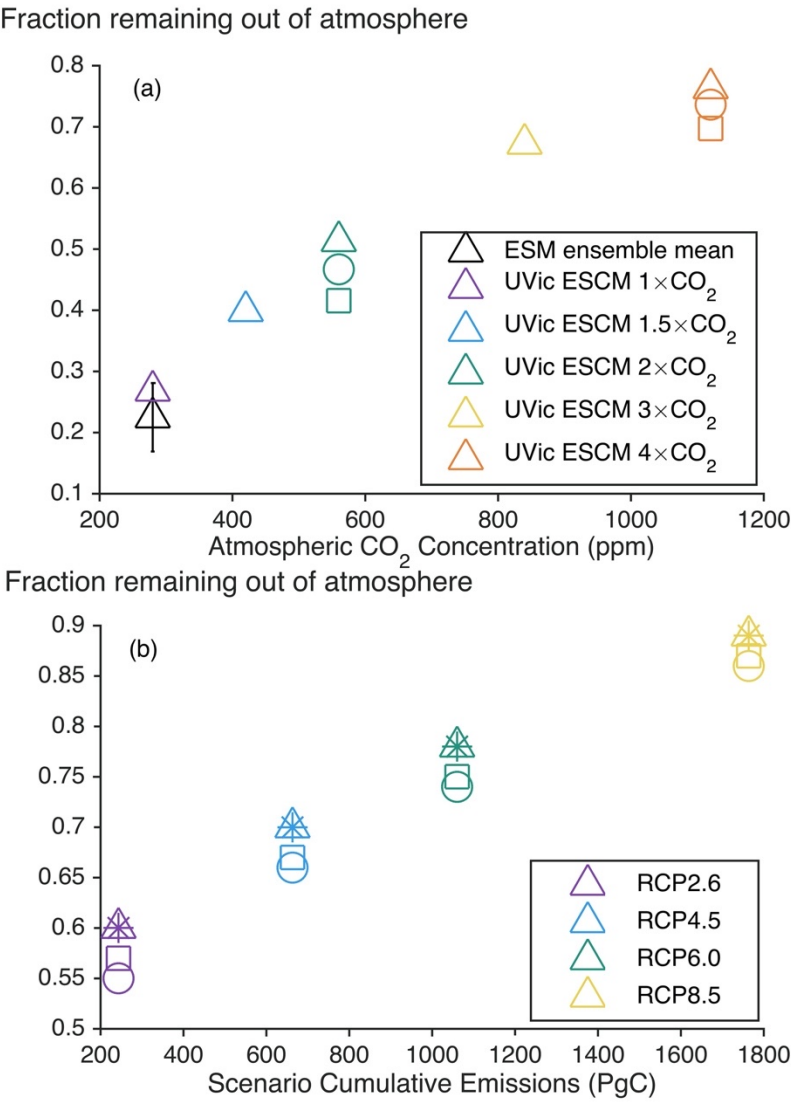 Fraction remaining out of atmosphere
0.8
(a)
0.7
0.6
0.5
ESM ensemble mean
UVic ESCM 1×CO2
0.4
UVic ESCM 1.5×CO2
UVic ESCM 2×CO2
0.3
UVic ESCM 3×CO2
0.2
UVic ESCM 4×CO2
0.1
200 400 600 800 1000 1200
Atmospheric CO2 Concentration (ppm)
Fraction remaining out of atmosphere
0.9
(b)
0.85
0.8
0.75
0.7
0.65
RCP2.6
RCP4.5
0.6
RCP6.0
0.55
RCP8.5
0.5
200 400 600 800 1000 1200 1400 1600 1800
Scenario Cumulative Emissions (PgC)